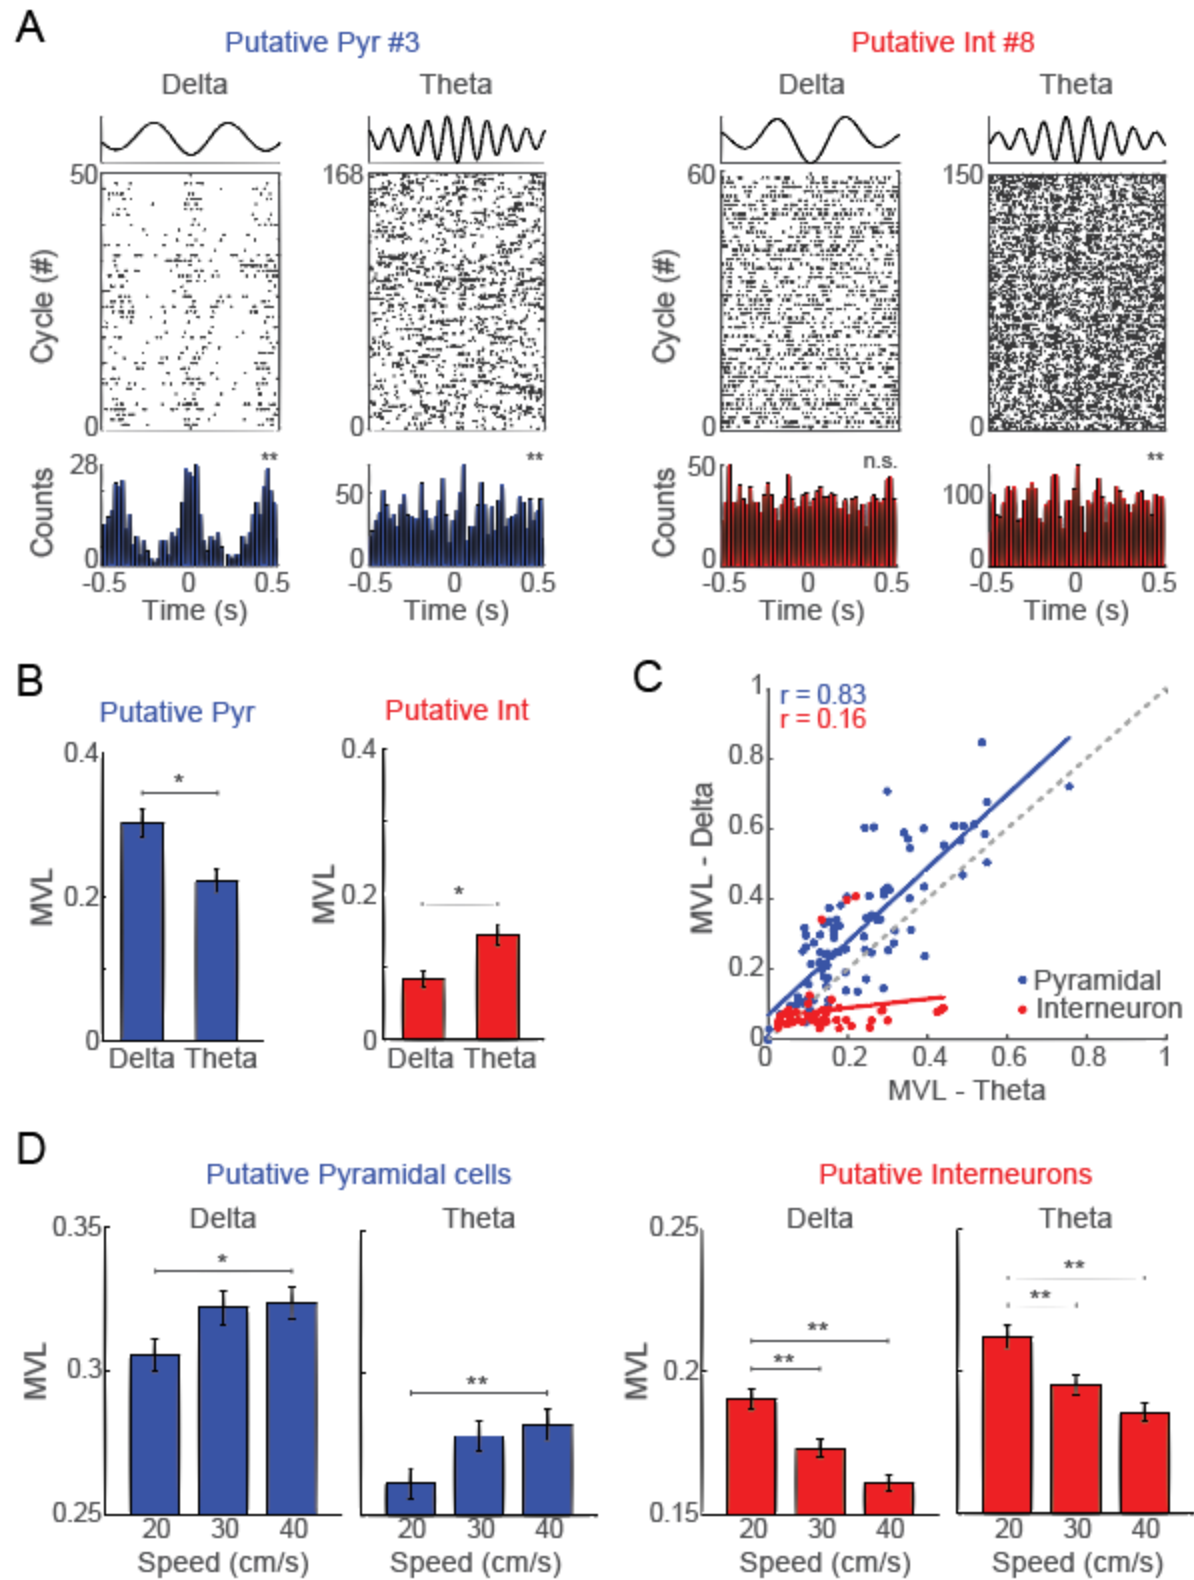 A
Putative Pyr #3
Putative Int #8
Delta
Theta
Delta
Theta
50
168
60
150
Cycle (#)
Cycle (#)
0
0
0
0
28
**
50
**
50
n.s.
100
**
Counts
Counts
0
0
0
0
-0.5 0 0.5
-0.5 0 0.5
-0.5 0 0.5
-0.5 0 0.5
Time (s)
Time (s)
Time (s)
Time (s)
B
Putative Pyr
Putative Int
0.4
0.2
0
MVL
*
Delta Theta
0.4
0.2
0
MVL
*
Delta Theta
C
r = 0.83
r = 0.16
1
0.8
0.6
0.4
0.2
0
MVL - Delta
Pyramidal
Interneuron
0 0.2 0.4 0.6 0.8 1
MVL - Theta
D
Putative Pyramidal cells
Putative Interneurons
Delta
Theta
Delta
Theta
0.35
0.3
0.25
MVL
*
**
0.25
0.2
0.15
MVL
**
**
**
**
20 30 40
20 30 40
20 30 40
20 30 40
Speed (cm/s)
Speed (cm/s)
Speed (cm/s)
Speed (cm/s)